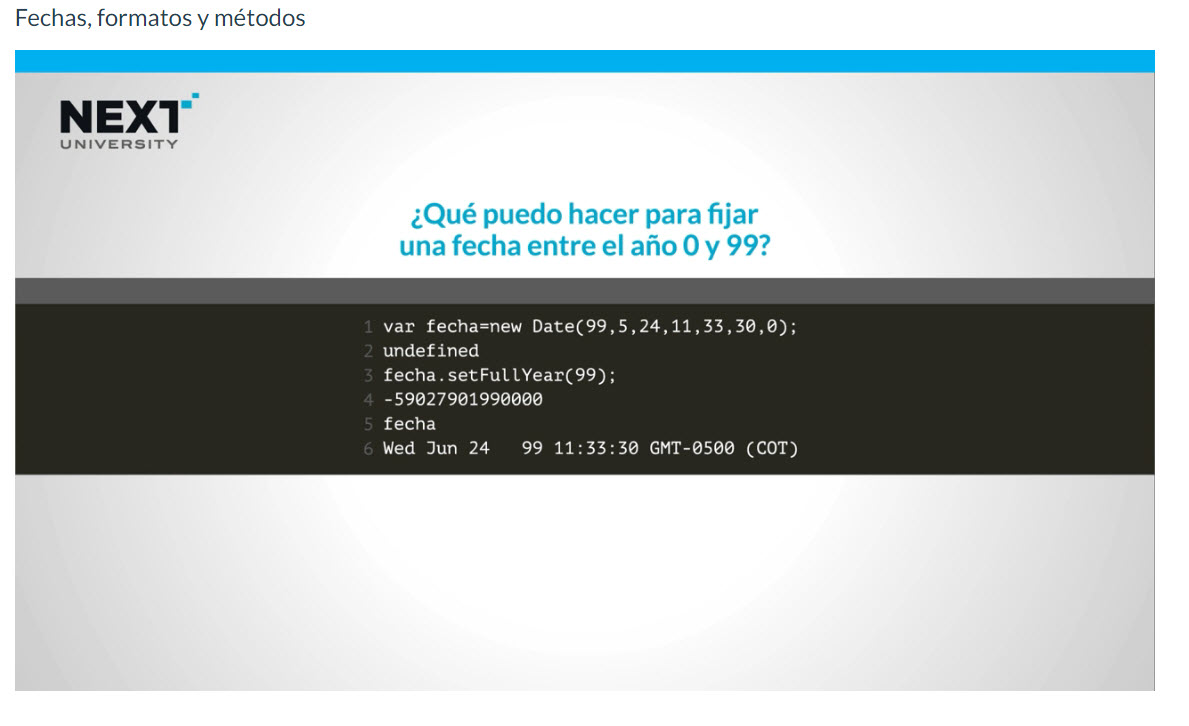 Fechas, formatos y métodos
NEXT
UNIVERSITY
¿Qué puedo hacer para fijar
una fecha entre el año 0 y 99?
1 var fecha=new Date(99,5,24,11,33,30,0);
2 undefined
3 fecha.setFullYear(99);
4 -59027901990000
5 fecha
6 Wed Jun 24   99 11:33:30 GMT-0500 (COT)